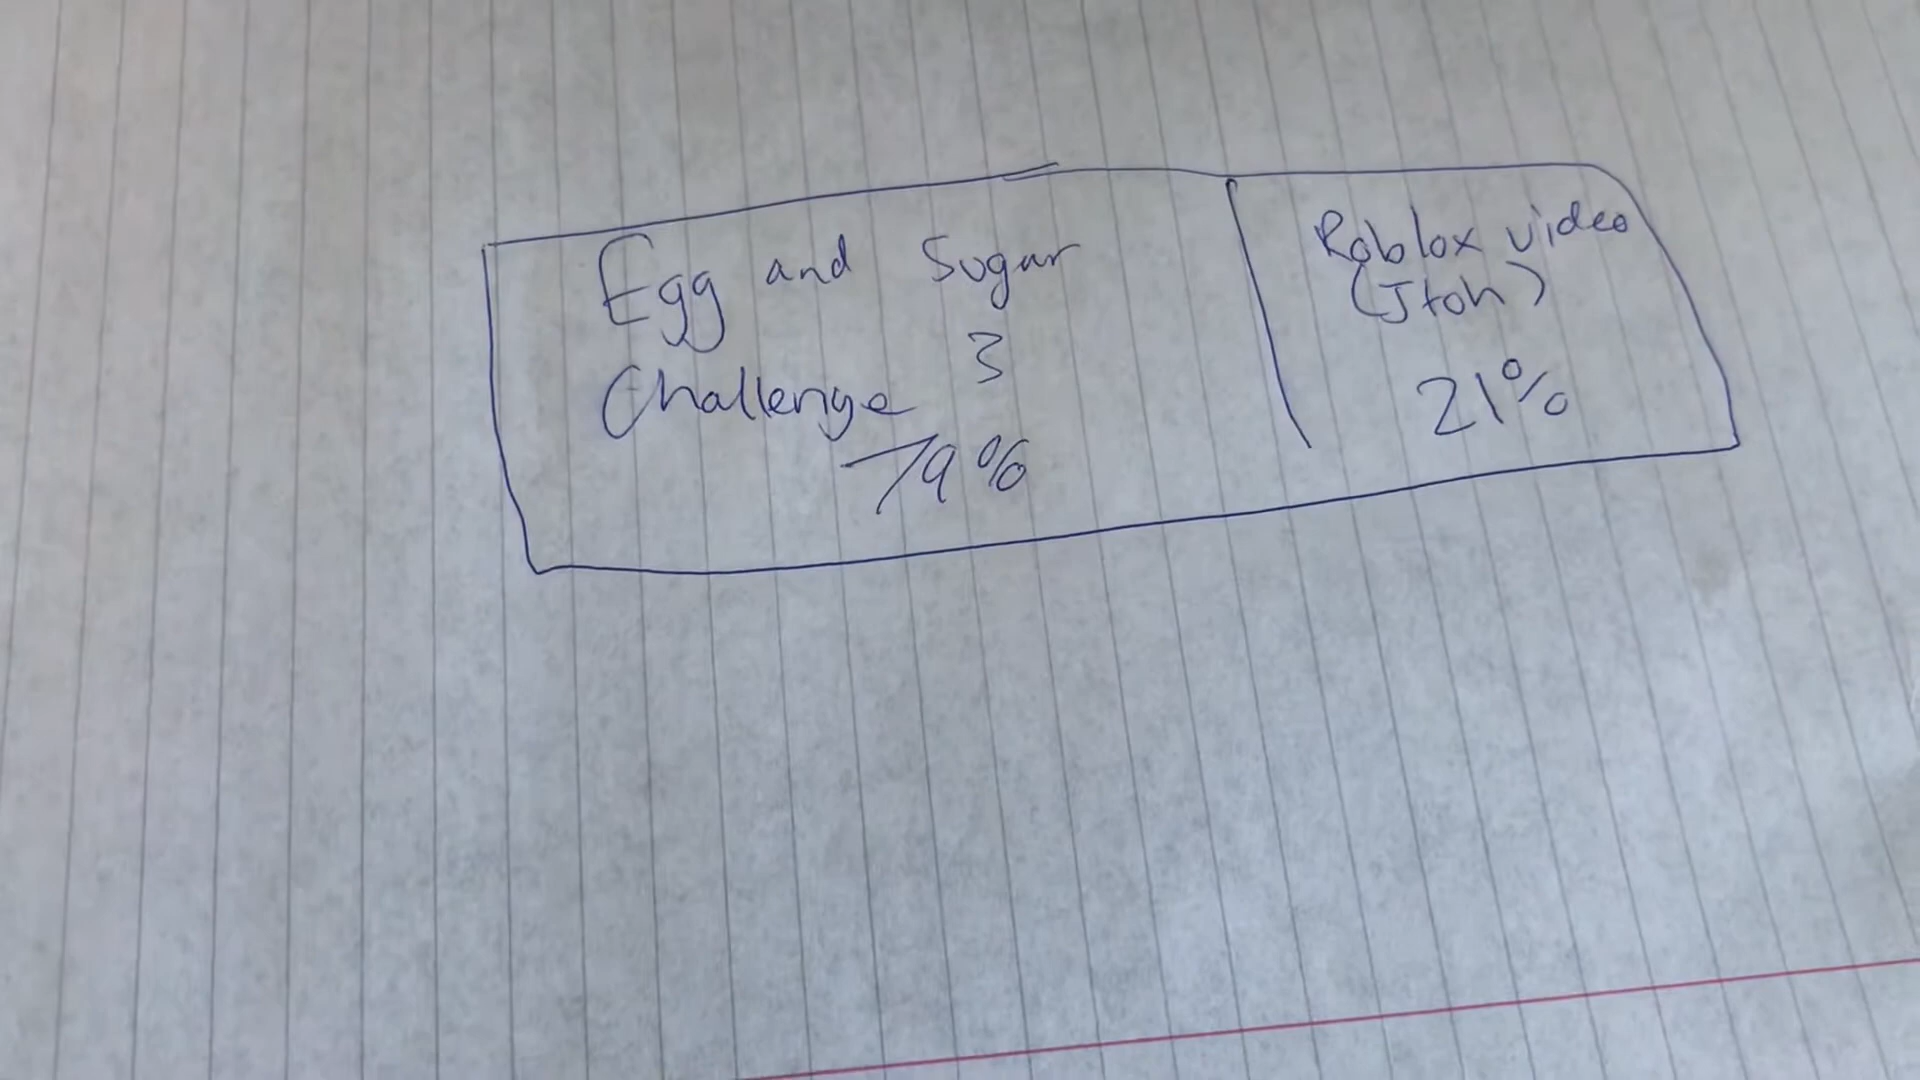 Egg and Sugar
Challenge 3
79%
Roblox video
(Jtoh)
21%